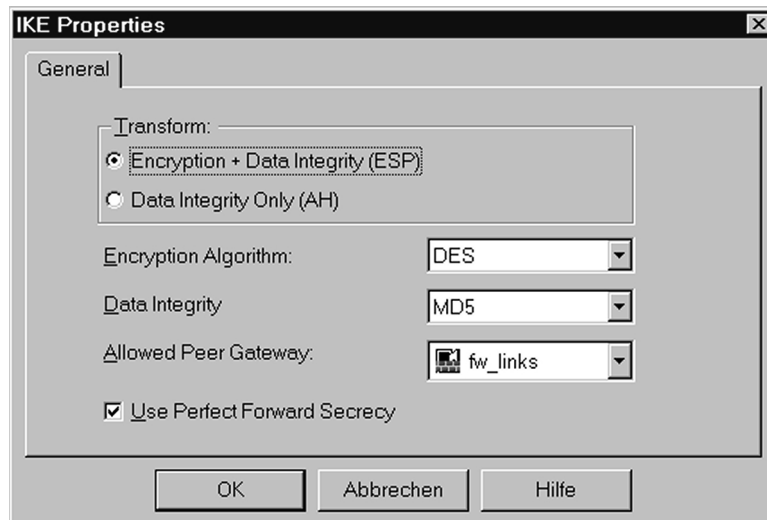 IKE Properties
General
Transform:
Encryption + Data Integrity (ESP)
Data Integrity Only (AH)
Encryption Algorithm:
DES
Data Integrity
MD5
Allowed Peer Gateway:
fw_links
Use Perfect Forward Secrecy
OK
Abbrechen
Hilfe